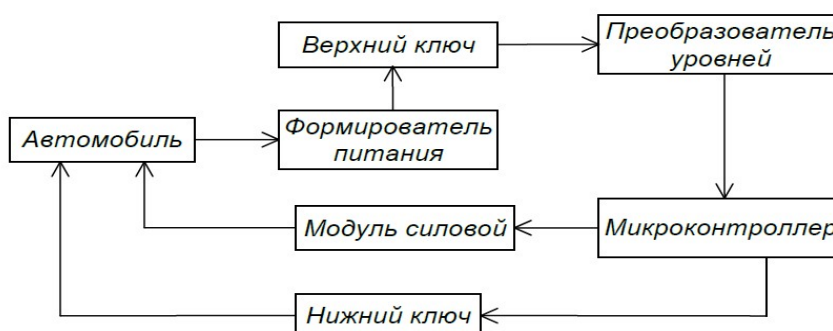 Верхний ключ
Преобразователь
уровней
Автомобиль
Формирователь
питания
Модуль силовой
Микроконтроллер
Нижний ключ